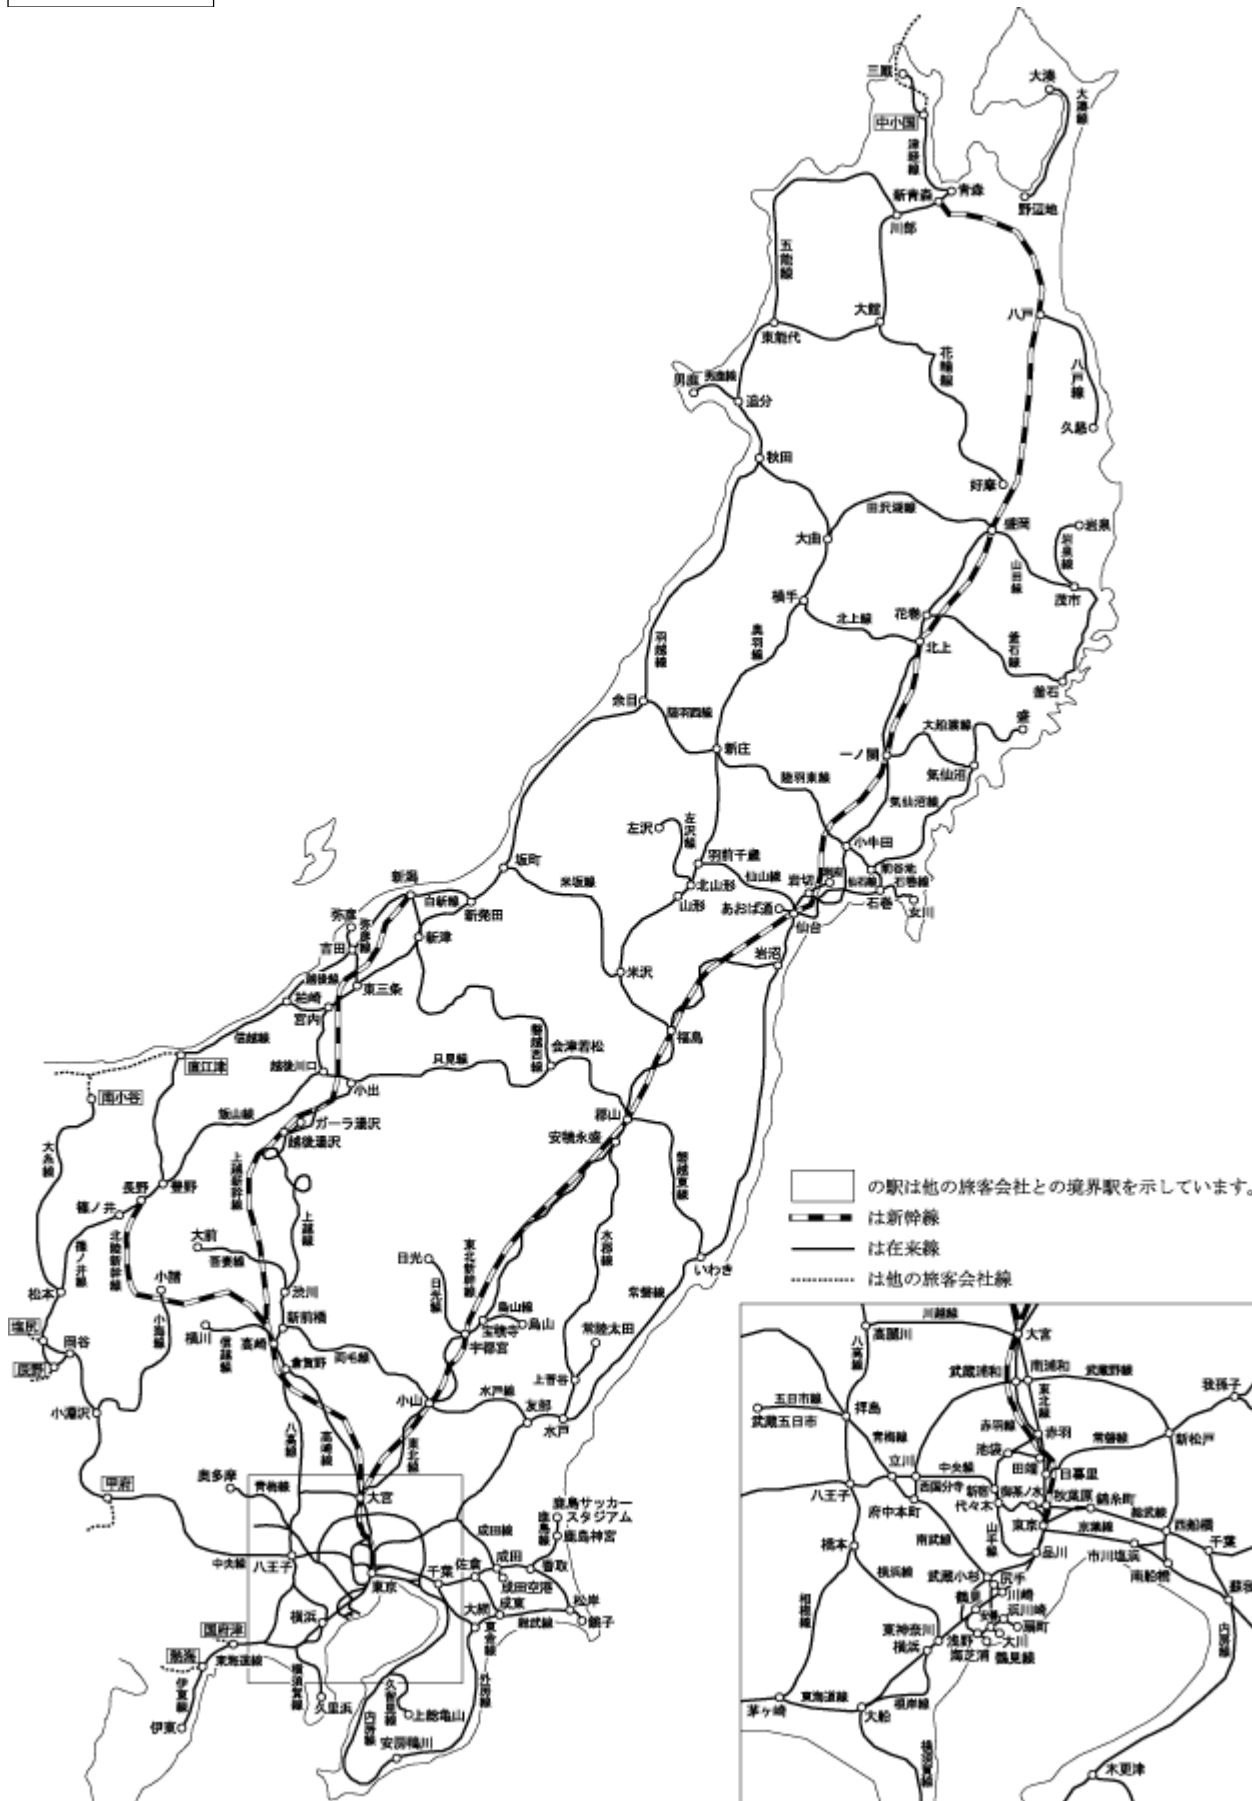 三厩
大湊
大湊線
中小国
津軽線
青森
新青森
野辺地
川部
五能線
八戸
大館
東能代
花輪線
八戸線
男鹿
男鹿線
追分
久慈
秋田
好摩
田沢湖線
盛岡
岩泉
大曲
岩泉線
山田線
茂市
横手
花巻
北上線
奥羽線
羽越線
釜石線
北上
釜石
余目
陸羽西線
盛
大船渡線
新庄
一ノ関
陸羽東線
気仙沼
気仙沼線
左沢
左沢線
小牛田
坂町
羽前千歳
前谷地
新潟
米坂線
仙山線
岩切
仙石線
石巻線
白新線
北山形
山形
石巻
女川
新発田
あおば通
弥彦
弥彦線
仙台
吉田
新津
岩沼
越後線
米沢
柏崎
東三条
宮内
信越線
磐越西線
福島
会津若松
直江津
越後川口
只見線
南小谷
小出
飯山線
ガーラ湯沢
郡山
越後湯沢
安積永盛
大糸線
上越新幹線
磐越東線
長野
豊野
篠ノ井
上越線
水郡線
の駅は他の旅客会社との境界駅を示しています。
は新幹線
は在来線
は他の旅客会社線
大前
吾妻線
北陸新幹線
篠ノ井線
日光
日光線
東北新幹線
いわき
常磐線
小諸
渋川
松本
小海線
烏山線
烏山
宝積寺
新前橋
横川
信越線
高崎
宇都宮
常陸太田
塩尻
岡谷
倉賀野
両毛線
辰野
上菅谷
小山
水戸線
友部
小淵沢
水戸
八高線
高崎線
東北線
甲府
奥多摩
青梅線
大宮
鹿島サッカー
スタジアム
鹿島線
鹿島神宮
成田線
中央線
八王子
佐倉
成田
香取
東京
千葉
成田空港
横浜
大網
成東
松岸
総武線
銚子
国府津
東金線
熱海
東海道線
横須賀線
外房線
伊東線
久里浜
久留里線
上総亀山
伊東
内房線
安房鴨川
川越線
大宮
高麗川
八高線
武蔵浦和
南浦和
武蔵野線
我孫子
五日市線
東北線
拝島
武蔵五日市
赤羽線
赤羽
常磐線
新松戸
青梅線
池袋
立川
中央線
田端
日暮里
八王子
西国分寺
新宿
御茶ノ水
秋葉原
錦糸町
府中本町
代々木
総武線
東京
京葉線
西船橋
橋本
南武線
山手線
品川
市川塩浜
千葉
南船橋
横浜線
武蔵小杉
尻手
蘇我
相模線
鶴見
川崎
浜川崎
安善
扇町
東神奈川
浅野
大川
内房線
横浜
海芝浦
鶴見線
東海道線
根岸線
茅ヶ崎
大船
横須賀線
木更津